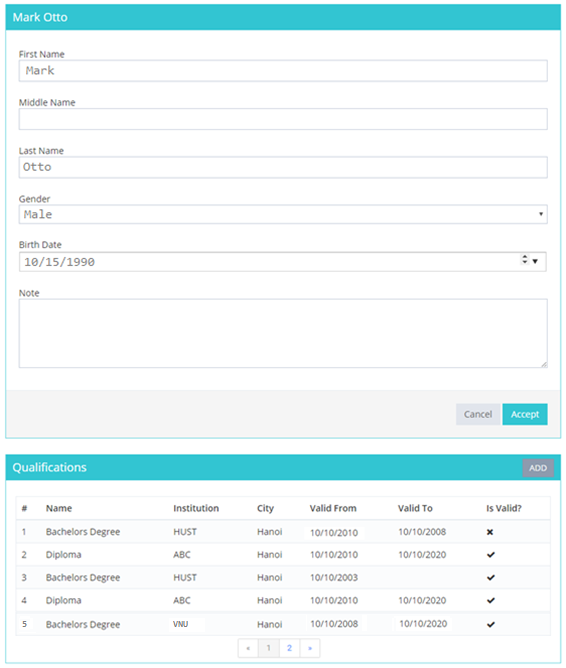 Mark Otto
First Name
Mark
Middle Name
Last Name
Otto
Gender
Male
Birth Date
10/15/1990
Note
Cancel Accept
Qualifications ADD
# Name Institution City Valid From Valid To Is Valid?
1 Bachelors Degree HUST Hanoi 10/10/2010 10/10/2008 ✖
2 Diploma ABC Hanoi 10/10/2010 10/10/2020 ✔
3 Bachelors Degree HUST Hanoi 10/10/2003 ✔
4 Diploma ABC Hanoi 10/10/2010 10/10/2020 ✔
5 Bachelors Degree VNU Hanoi 10/10/2008 10/10/2020 ✔
« 1 2 »